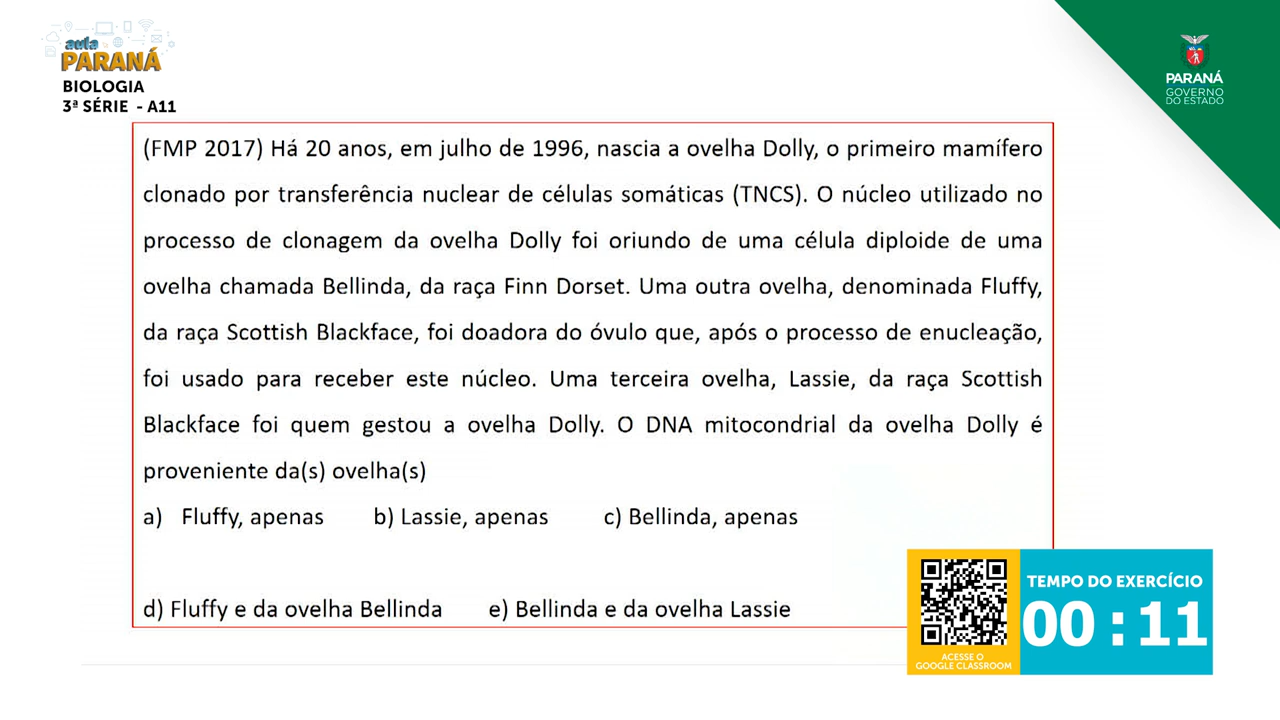 aula
PARANÁ
BIOLOGIA
3ª SÉRIE - A11
PARANÁ
GOVERNO
DO ESTADO
(FMP 2017) Há 20 anos, em julho de 1996, nascia a ovelha Dolly, o primeiro mamífero
clonado por transferência nuclear de células somáticas (TNCS). O núcleo utilizado no
processo de clonagem da ovelha Dolly foi oriundo de uma célula diploide de uma
ovelha chamada Bellinda, da raça Finn Dorset. Uma outra ovelha, denominada Fluffy,
da raça Scottish Blackface, foi doadora do óvulo que, após o processo de enucleação,
foi usado para receber este núcleo. Uma terceira ovelha, Lassie, da raça Scottish
Blackface foi quem gestou a ovelha Dolly. O DNA mitocondrial da ovelha Dolly é
proveniente da(s) ovelha(s)
a) Fluffy, apenas b) Lassie, apenas c) Bellinda, apenas
d) Fluffy e da ovelha Bellinda e) Bellinda e da ovelha Lassie
TEMPO DO EXERCÍCIO
00 : 11
ACESSE O
GOOGLE CLASSROOM